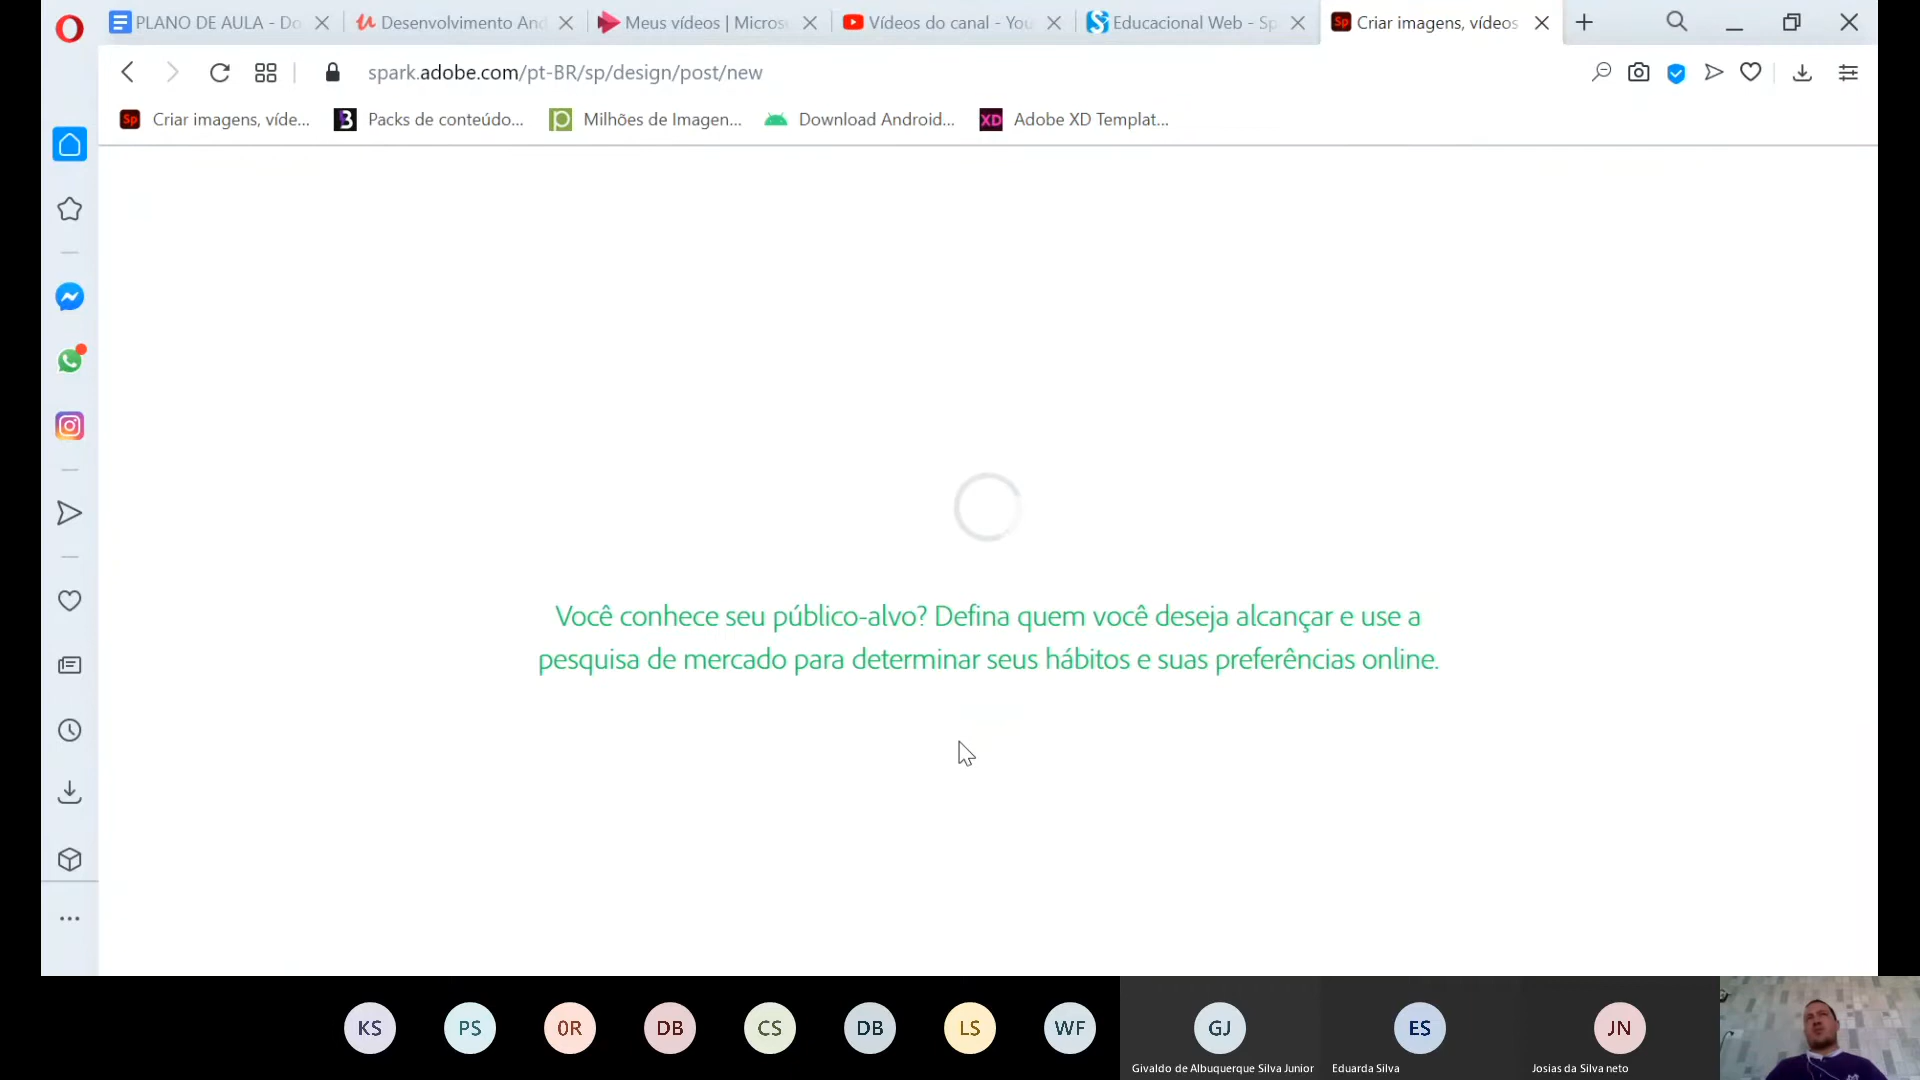 PLANO DE AULA - Do
Desenvolvimento And
Meus vídeos | Micros
Vídeos do canal - You
Educacional Web - Sp
Sp Criar imagens, vídeos
spark.adobe.com/pt-BR/sp/design/post/new
Sp Criar imagens, víde...
Packs de conteúdo...
Milhões de Imagen...
Download Android...
XD Adobe XD Templat...
Você conhece seu público-alvo? Defina quem você deseja alcançar e use a
pesquisa de mercado para determinar seus hábitos e suas preferências online.
KS
PS
0R
DB
CS
DB
LS
WF
GJ
ES
JN
Givaldo de Albuquerque Silva Junior
Eduarda Silva
Josias da Silva neto